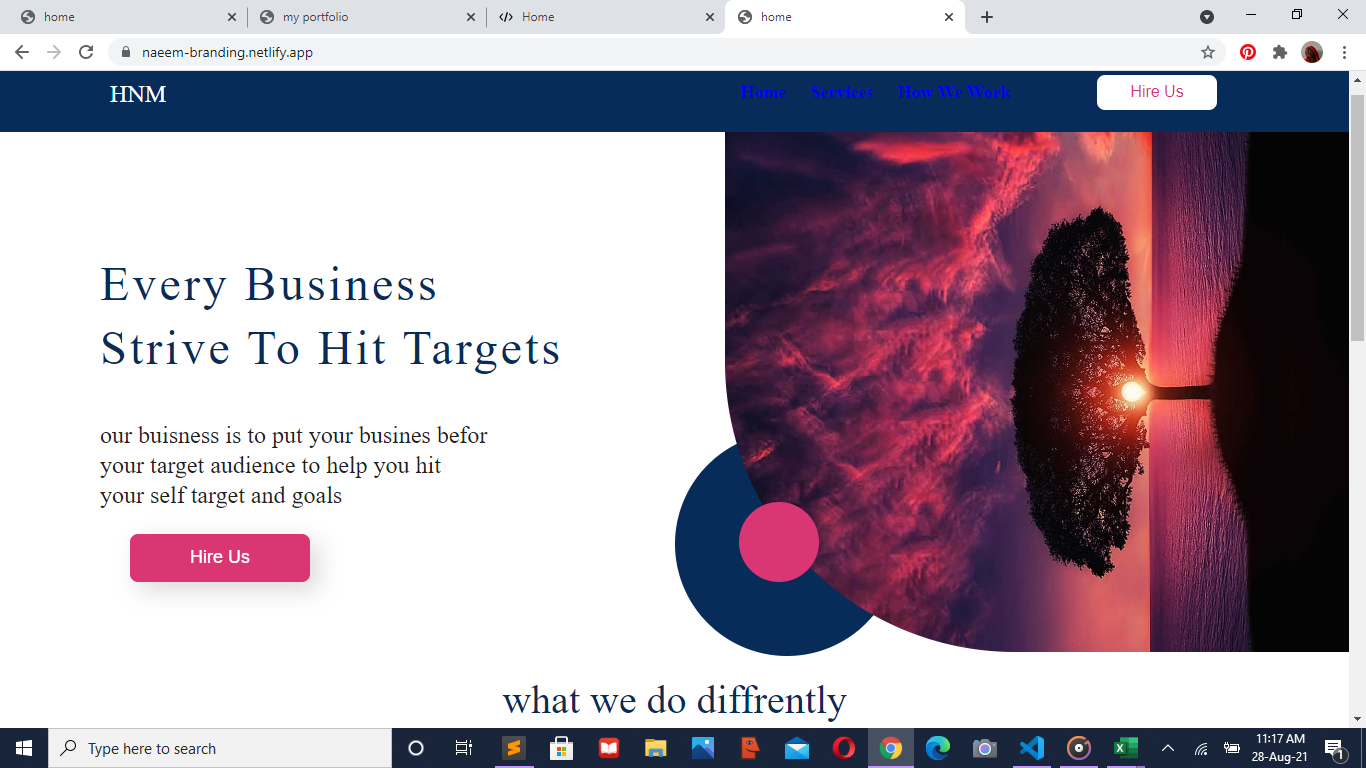 home
my portfolio
Home
home
naeem-branding.netlify.app
HNM
Home Services How We Work
Hire Us
Every Business
Strive To Hit Targets
our buisness is to put your busines befor
your target audience to help you hit
your self target and goals
Hire Us
what we do diffrently
Type here to search
11:17 AM
28-Aug-21
1